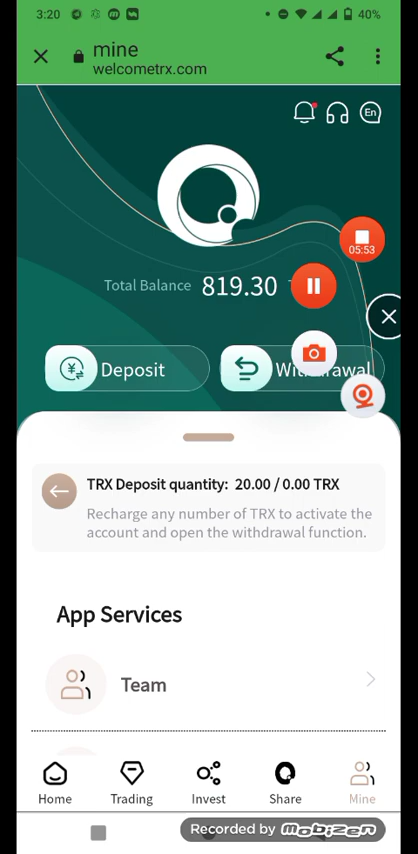 3:20
40%
mine
welcometrx.com
En
05:53
Total Balance 819.30
Deposit
Withdrawal
TRX Deposit quantity: 20.00 / 0.00 TRX
Recharge any number of TRX to activate the
account and open the withdrawal function.
App Services
Team
Home Trading Invest Share Mine
Recorded by mobizen